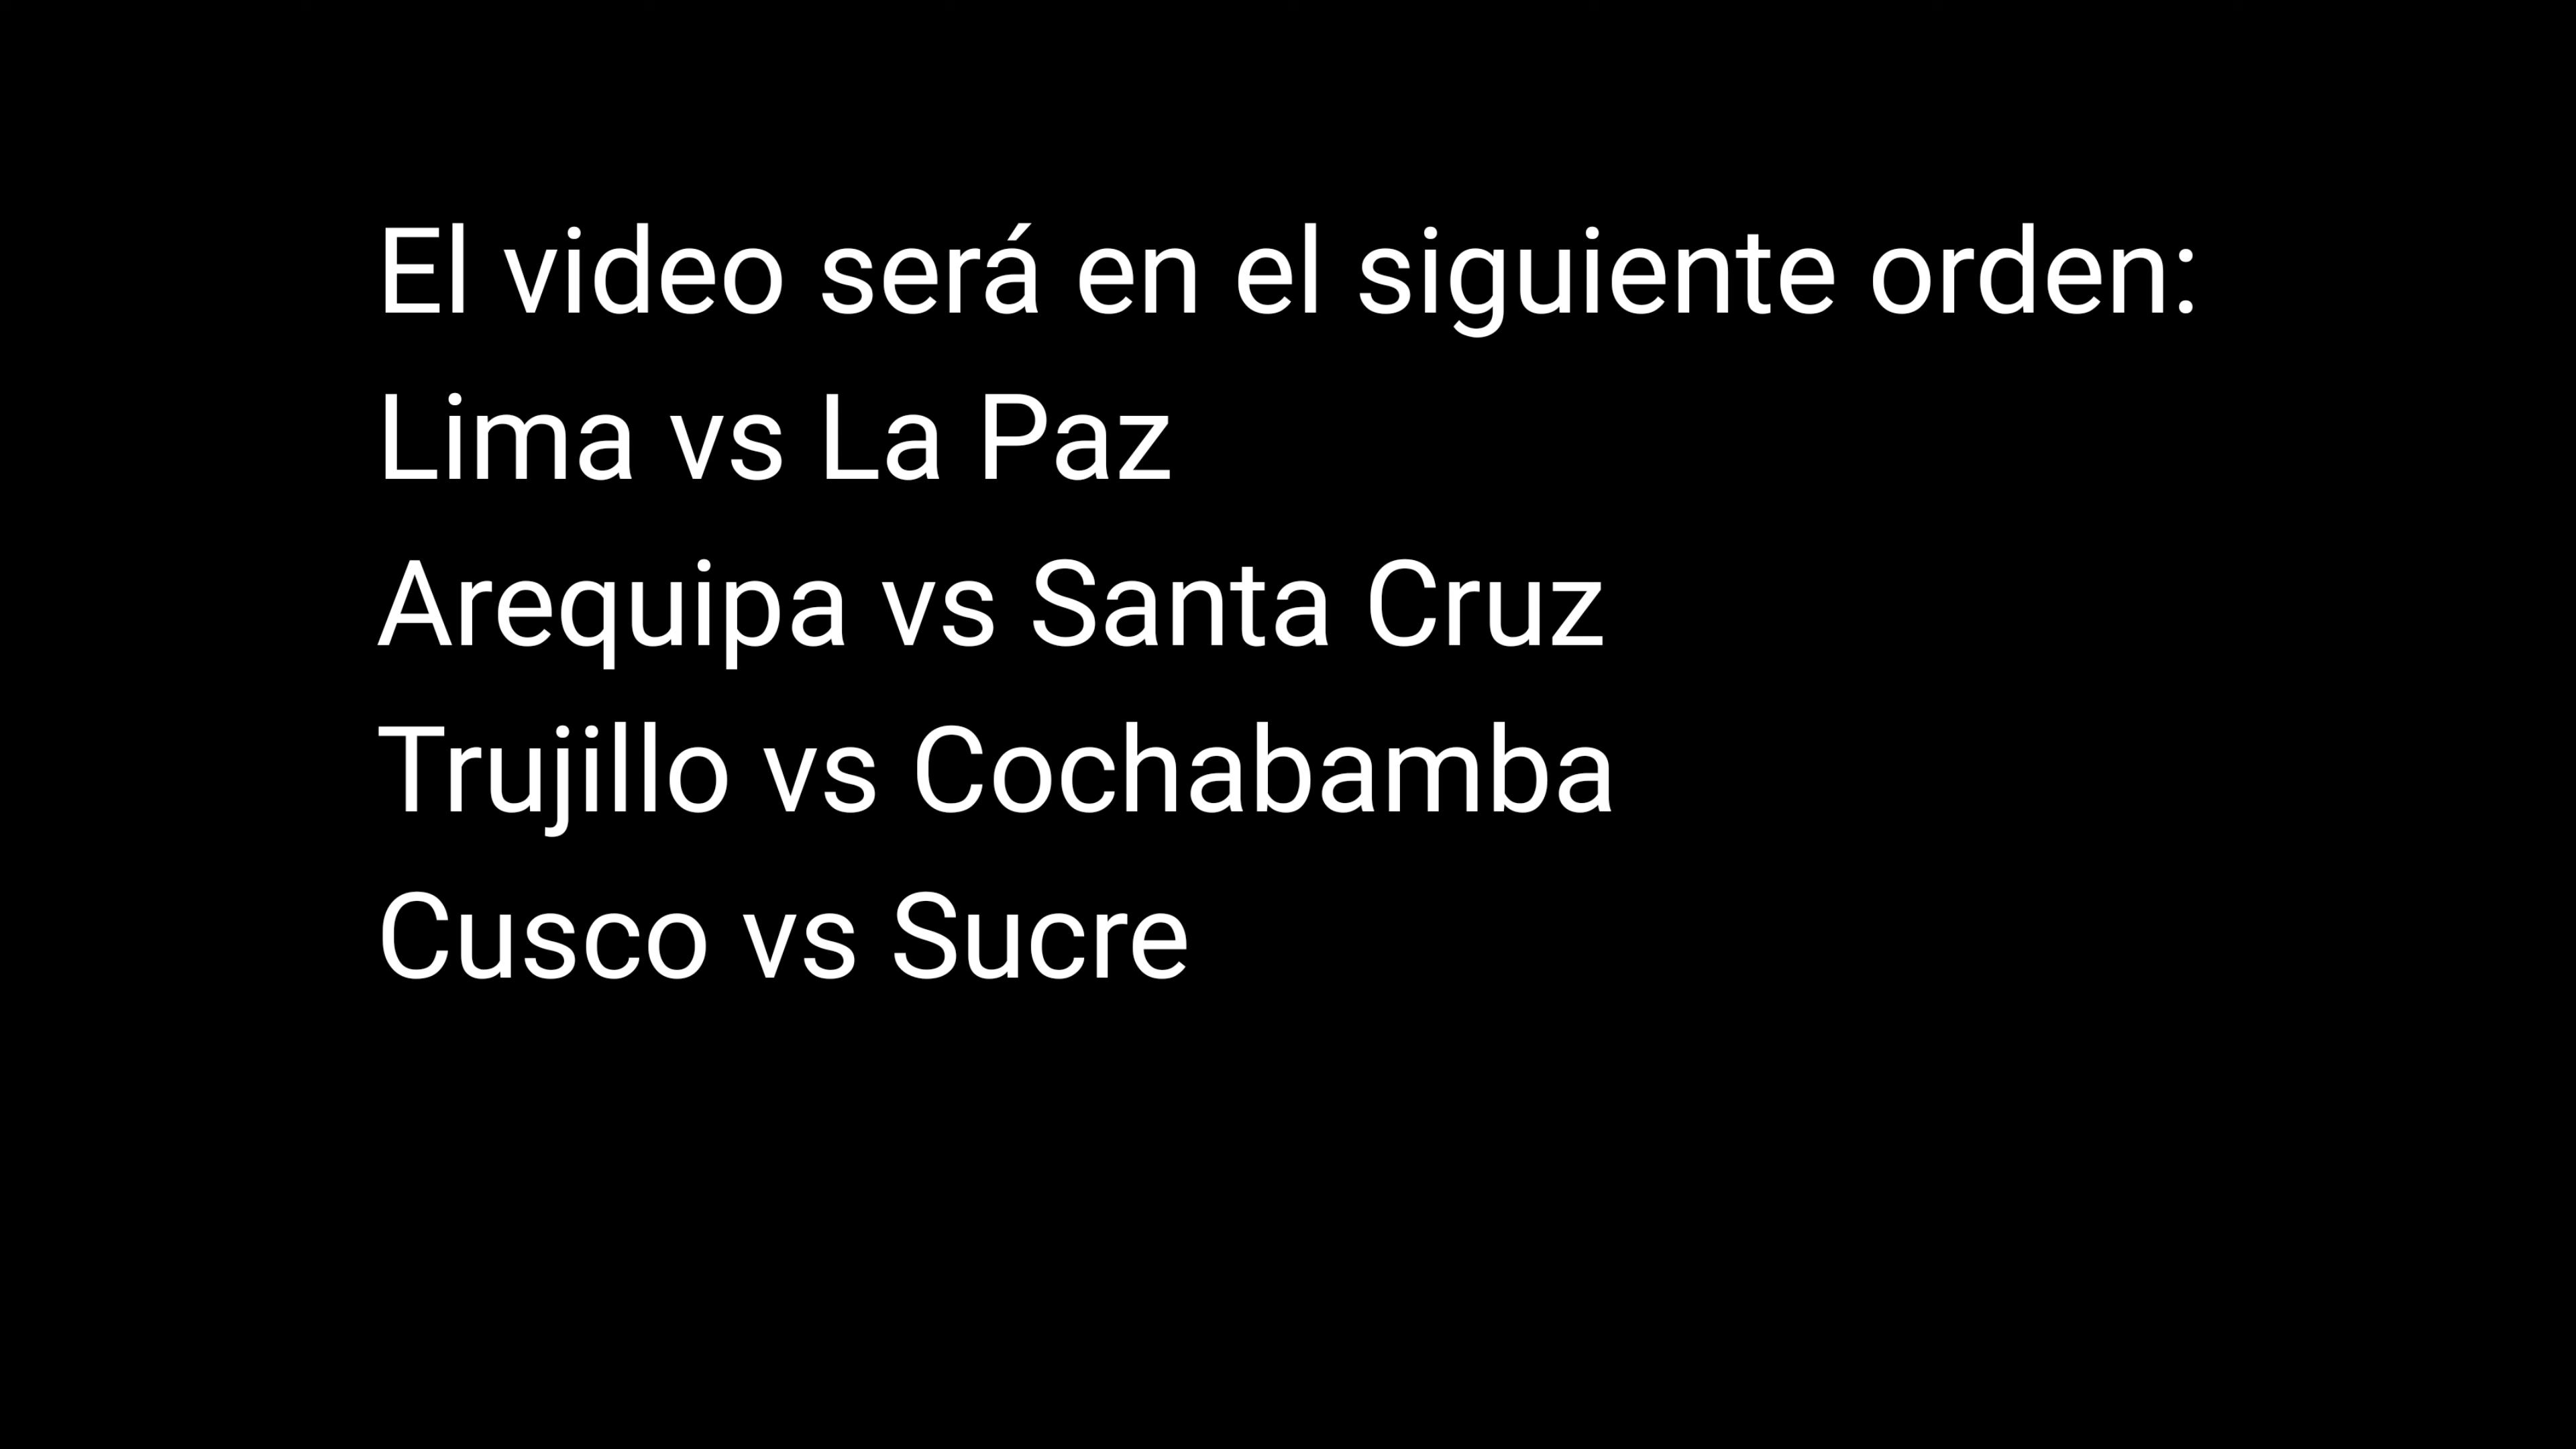 El video será en el siguiente orden:
Lima vs La Paz
Arequipa vs Santa Cruz
Trujillo vs Cochabamba
Cusco vs Sucre